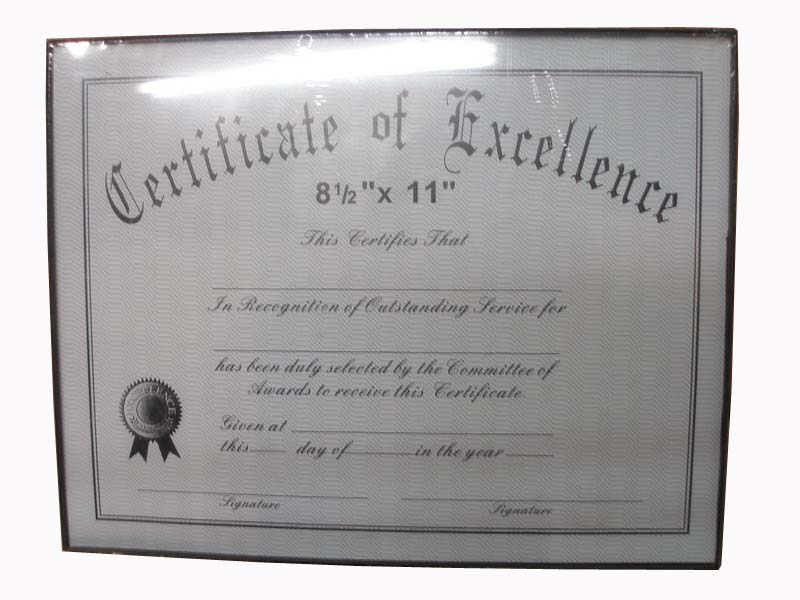 Certificate of Excellence
8½"x 11"
This Certifies That
In Recognition of Outstanding Service for
has been duly selected by the Committee of
Awards to receive this Certificate
EXCELLENCE
Given at
this day of in the year
Signature Signature